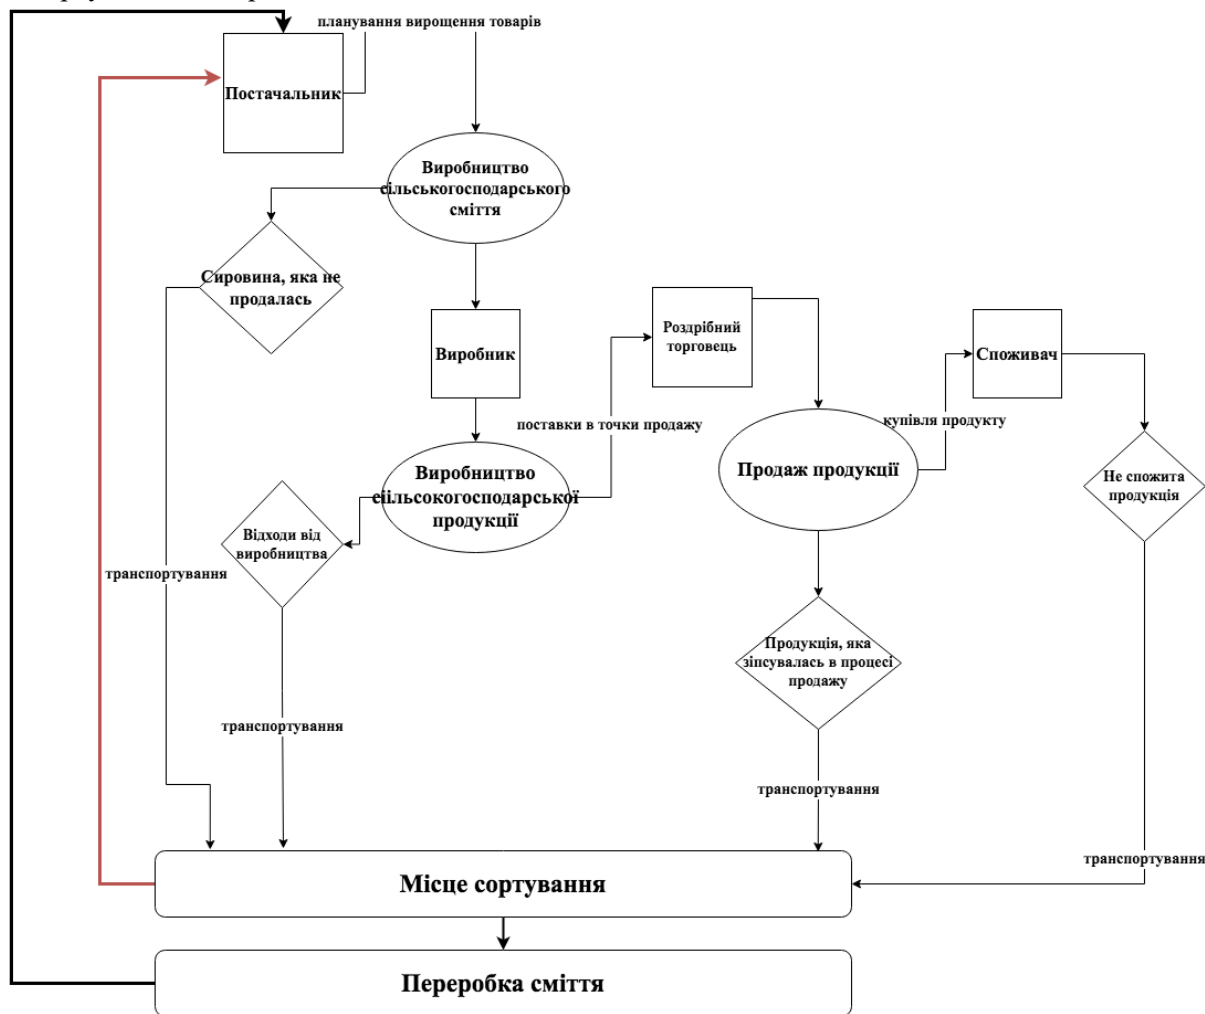 планування вирощення товарів
Постачальник
Виробництво
сільськогосподарського
сміття
Сировина, яка не
продалась
Виробник
Роздрібний
торговець
Споживач
поставки в точки продажу
купівля продукту
Виробництво
сіільсокогосподарської
продукції
Продаж продукції
Не спожита
продукція
Відходи від
виробництва
транспортування
Продукція, яка
зіпсувалась в процесі
продажу
транспортування
транспортування
транспортування
Місце сортування
Переробка сміття